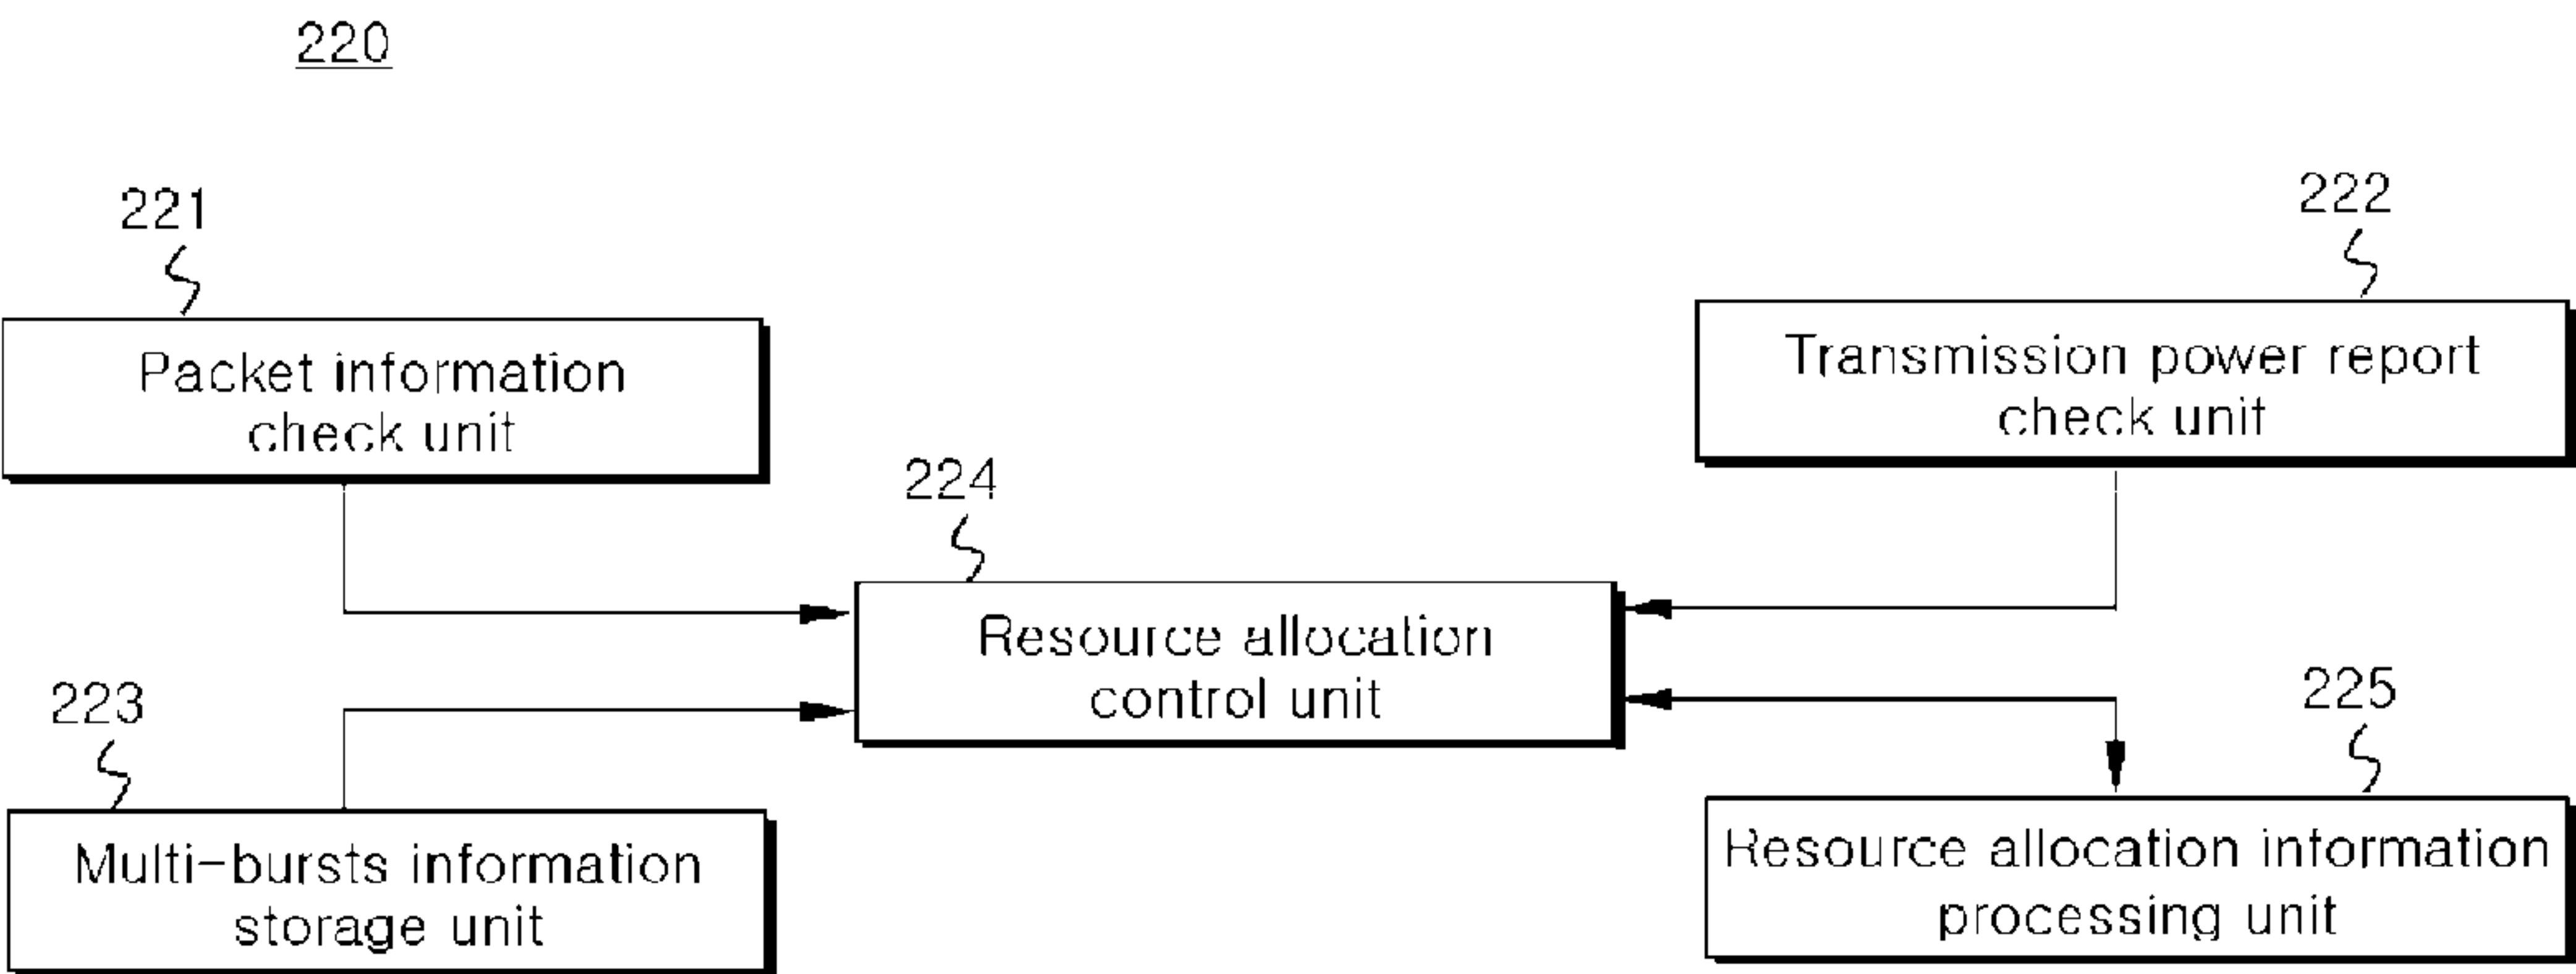 220
221
Packet information
check unit
222
Transmission power report
check unit
224
Resource allocation
control unit
223
Multi-bursts information
storage unit
225
Resource allocation information
processing unit